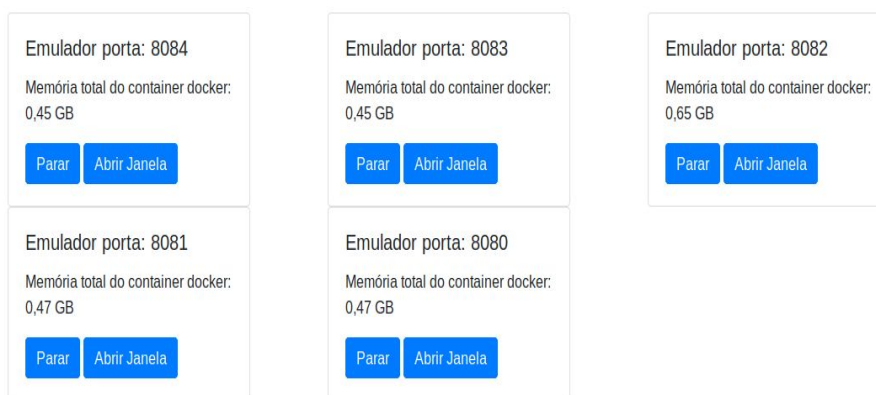 Emulador porta: 8084
Memória total do container docker:
0,45 GB
Parar Abrir Janela
Emulador porta: 8083
Memória total do container docker:
0,45 GB
Parar Abrir Janela
Emulador porta: 8082
Memória total do container docker:
0,65 GB
Parar Abrir Janela
Emulador porta: 8081
Memória total do container docker:
0,47 GB
Parar Abrir Janela
Emulador porta: 8080
Memória total do container docker:
0,47 GB
Parar Abrir Janela